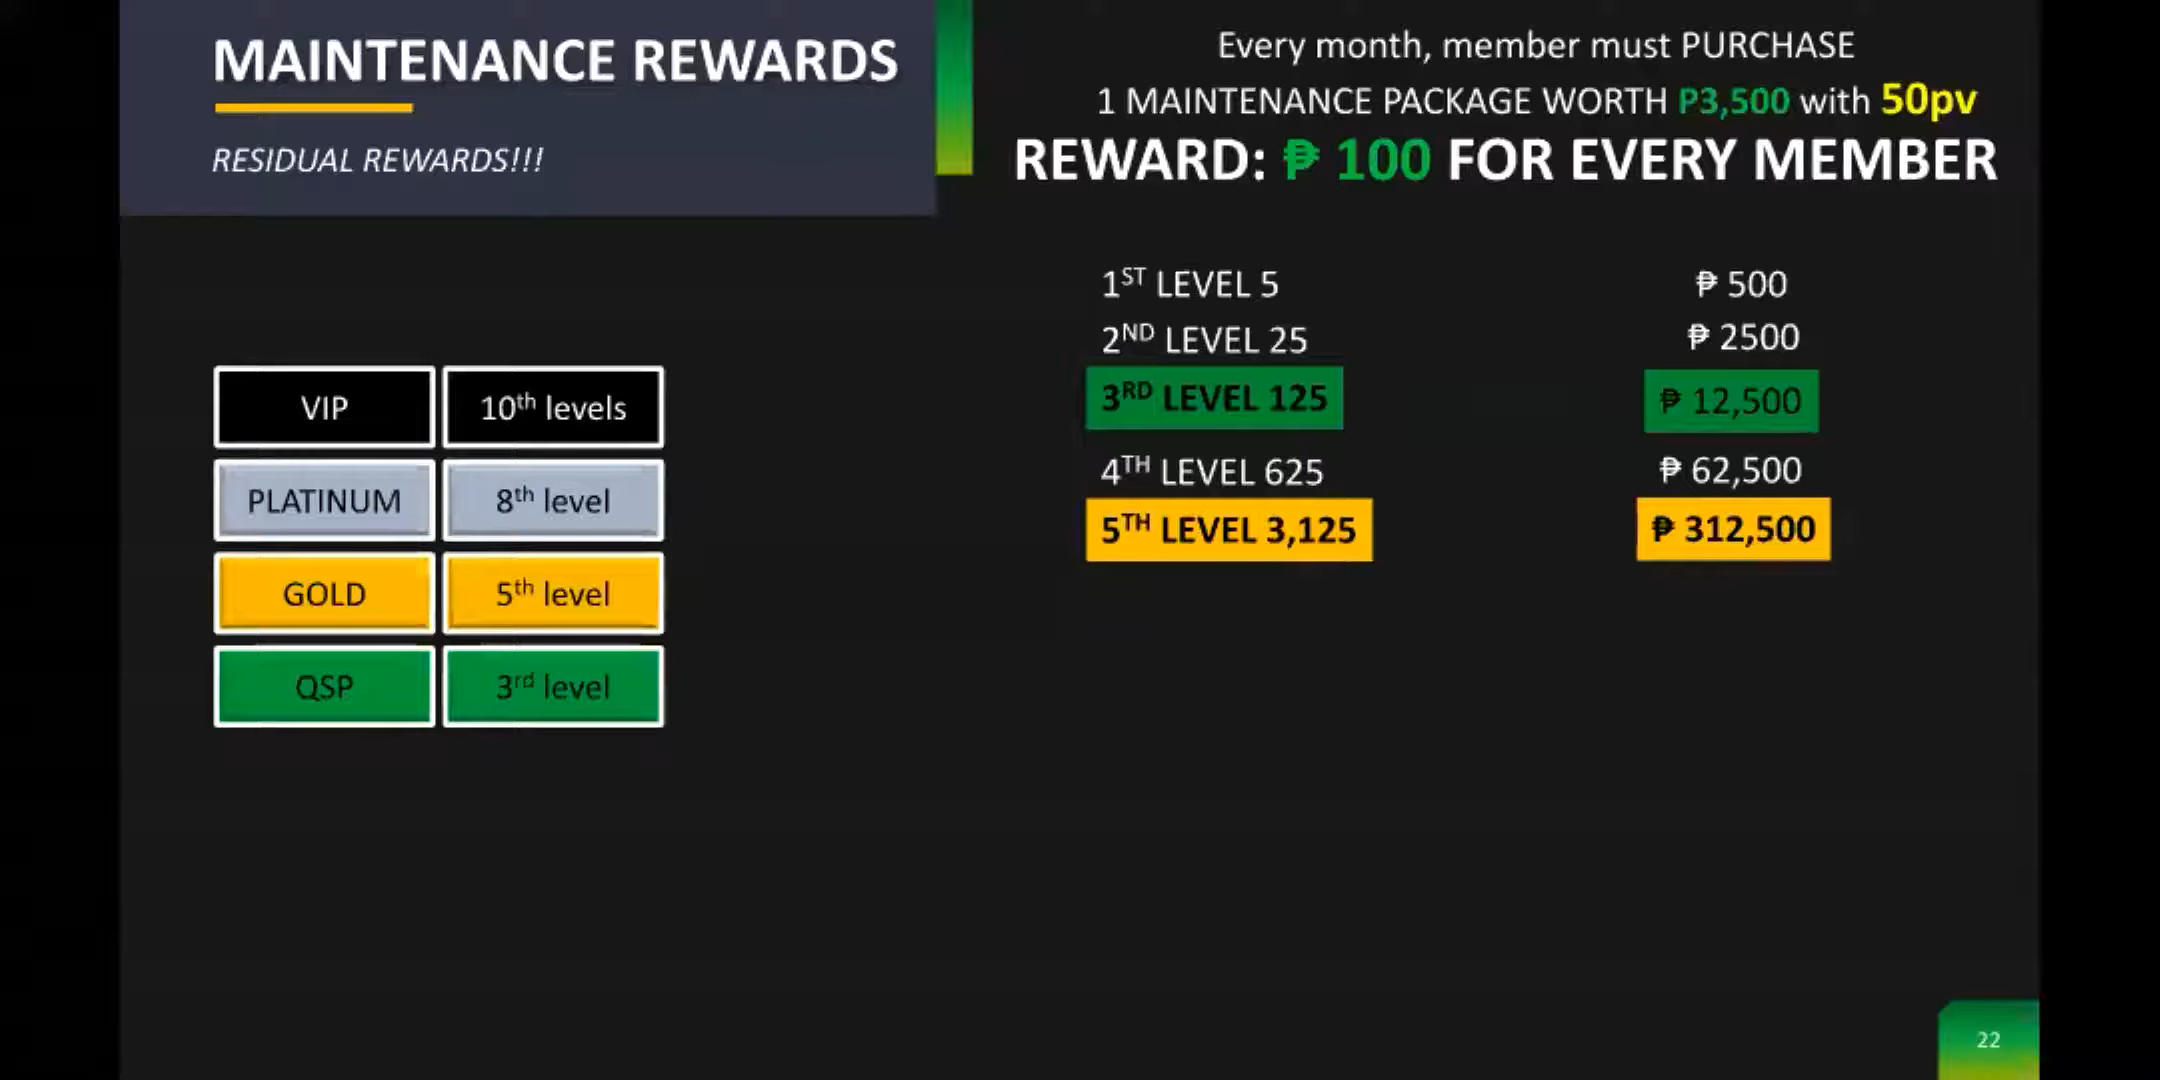 MAINTENANCE REWARDS
RESIDUAL REWARDS!!!
Every month, member must PURCHASE
1 MAINTENANCE PACKAGE WORTH P3,500 with 50pv
REWARD: ₱ 100 FOR EVERY MEMBER
VIP 10th levels
PLATINUM 8th level
GOLD 5th level
QSP 3rd level
1ST LEVEL 5 ₱ 500
2ND LEVEL 25 ₱ 2500
3RD LEVEL 125 ₱ 12,500
4TH LEVEL 625 ₱ 62,500
5TH LEVEL 3,125 ₱ 312,500
22